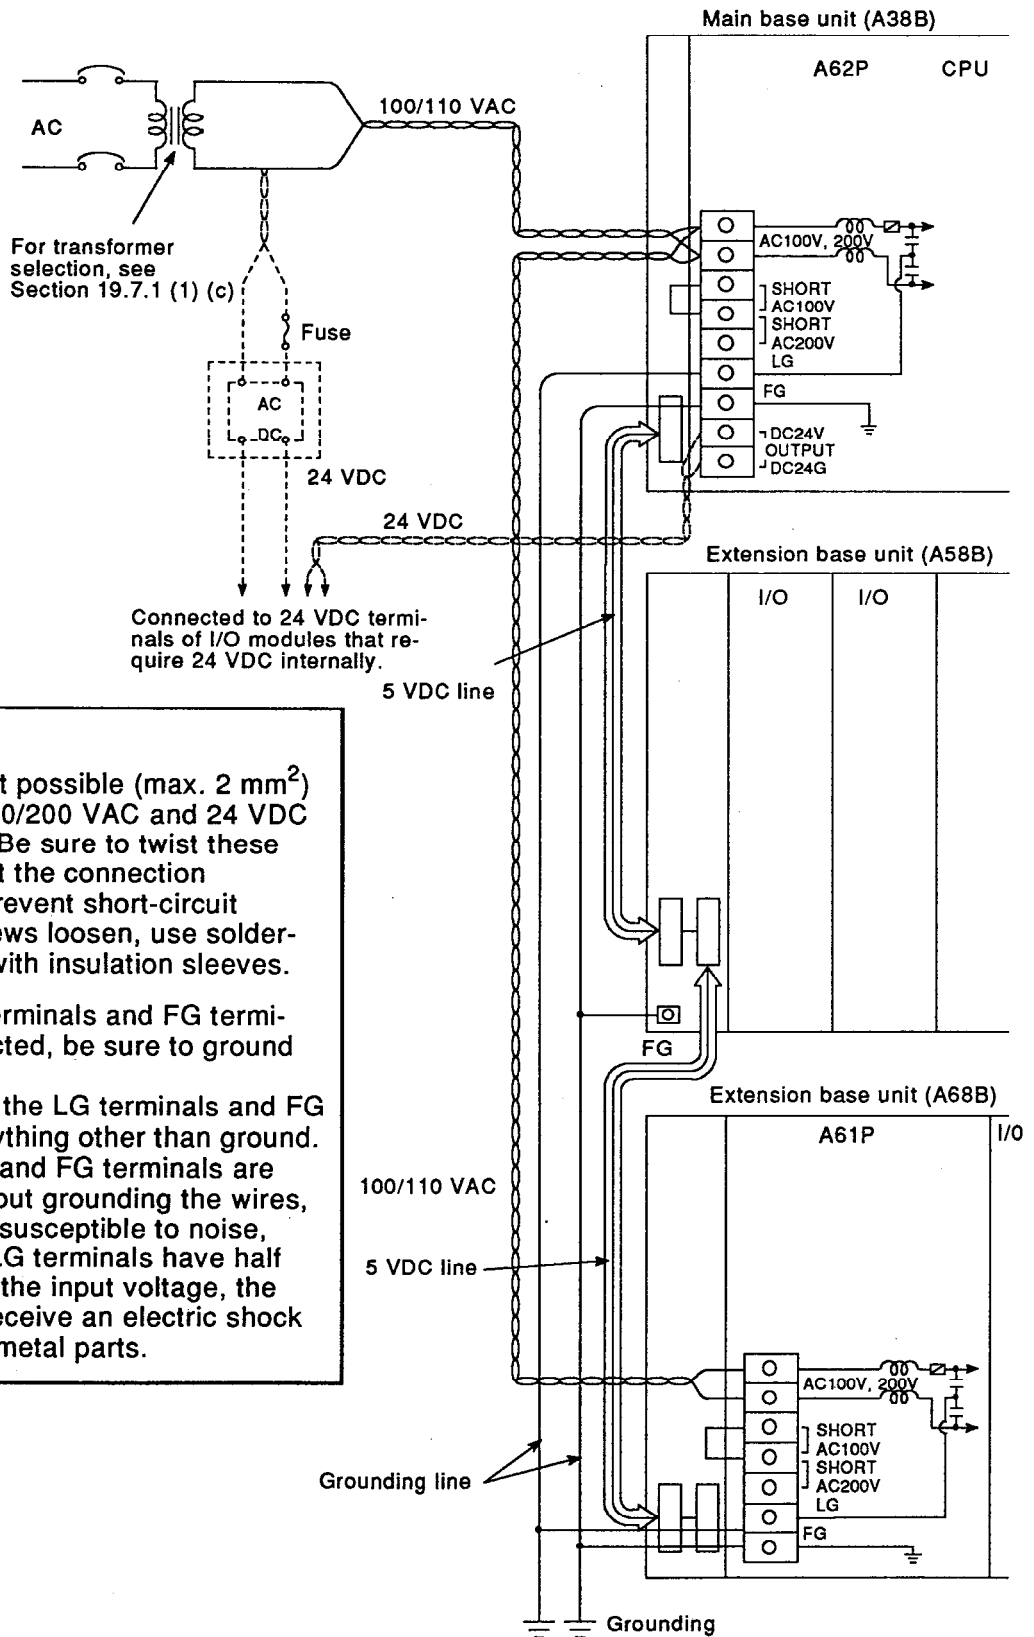 Main base unit (A38B)
A62P
CPU
AC
100/110 VAC
For transformer
selection, see
Section 19.7.1 (1) (c)
AC100V, 200V
SHORT
AC100V
SHORT
AC200V
LG
FG
DC24V
OUTPUT
DC24G
Fuse
AC
DC
24 VDC
24 VDC
Connected to 24 VDC termi-
nals of I/O modules that re-
quire 24 VDC internally.
5 VDC line
Extension base unit (A58B)
I/O
I/O
FG
t possible (max. 2 mm²)
0/200 VAC and 24 VDC
Be sure to twist these
t the connection
revent short-circuit
ews loosen, use solder-
with insulation sleeves.
erminals and FG termi-
cted, be sure to ground
the LG terminals and FG
ything other than ground.
and FG terminals are
out grounding the wires,
susceptible to noise,
LG terminals have half
the input voltage, the
eceive an electric shock
metal parts.
Extension base unit (A68B)
A61P
I/0
100/110 VAC
5 VDC line
AC100V, 200V
SHORT
AC100V
SHORT
AC200V
LG
FG
Grounding line
Grounding